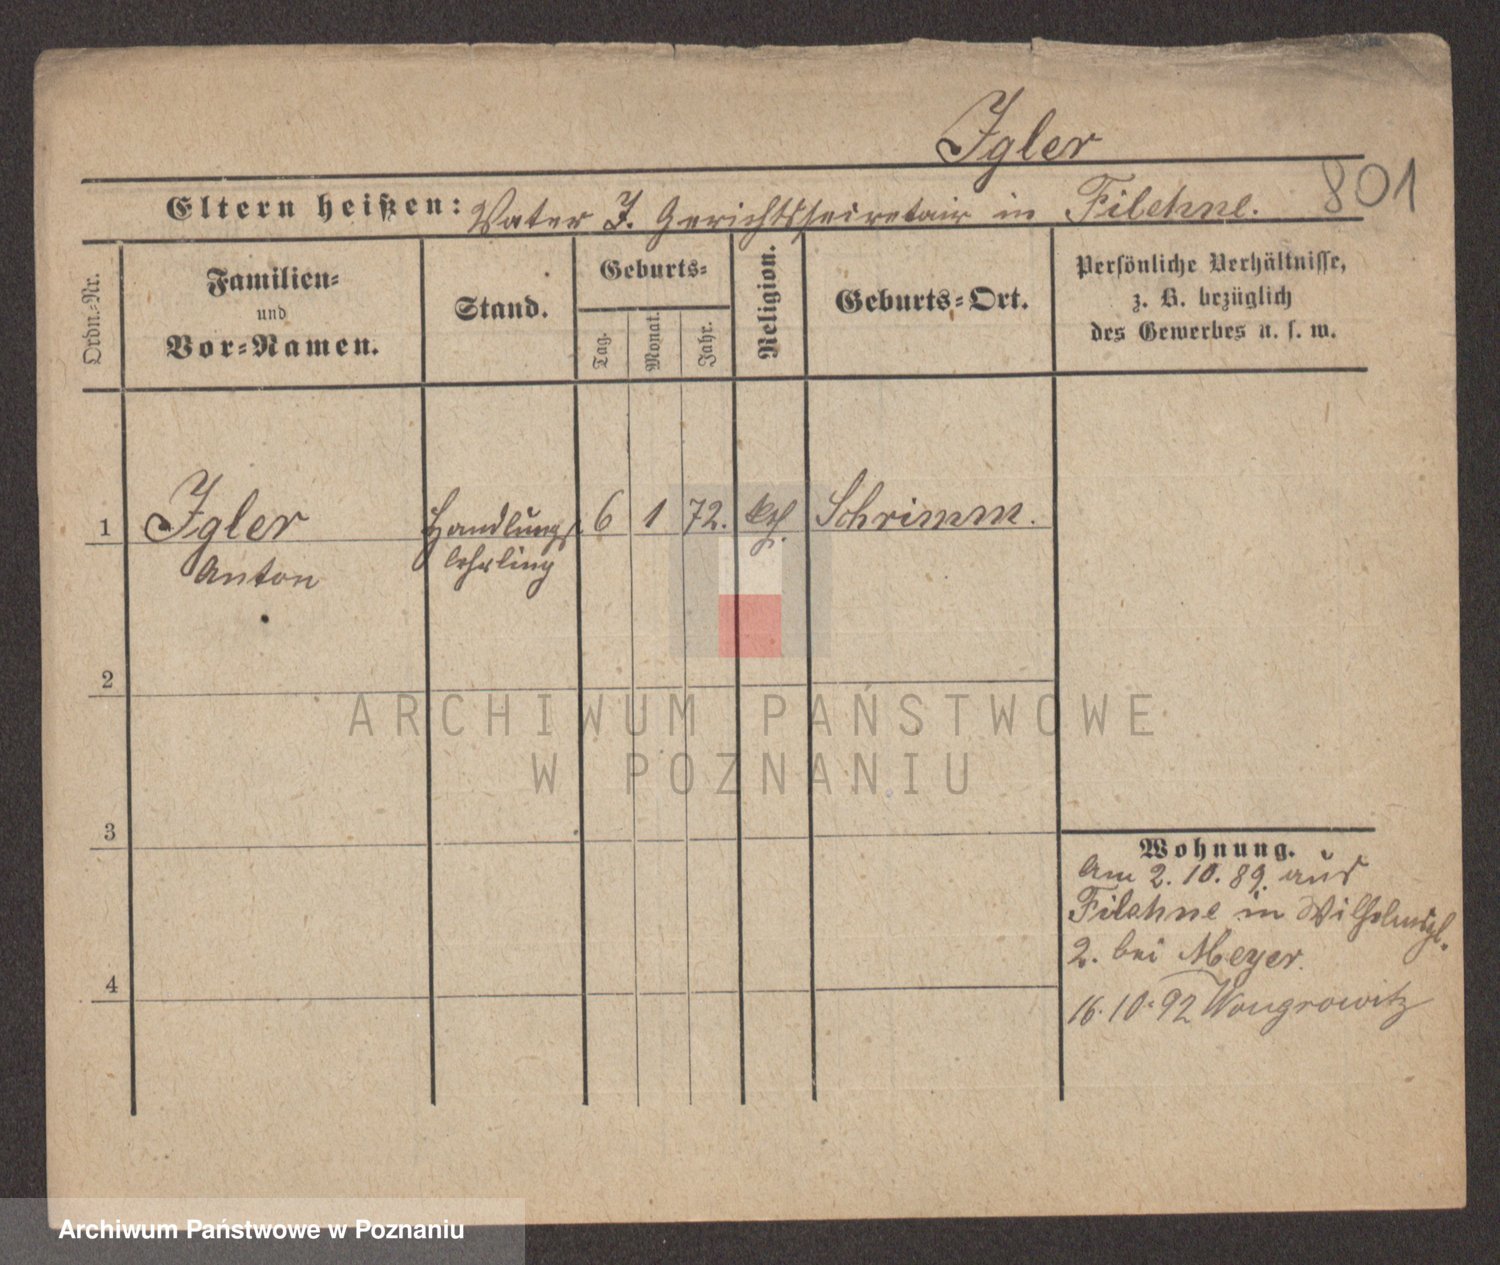 Igler
801
Eltern heißen: Vater I. Gerichtssecretair in Filehne.
Ordn.-Nr.
Familien-
und
Vor-Namen.
Stand.
Geburts-
Tag.
Monat.
Jahr.
Religion.
Geburts-Ort.
Persönliche Verhältnisse,
z. B. bezüglich
des Gewerbes u. s. w.
1 Igler Handlungs 6 1 72. kth. Schrimm.
Anton lehrling
2
ARCHIWUM PAŃSTWOWE
W POZNANIU
3
Wohnung.
Am 2. 10. 89. aus
Filehne in Wilhelmspl.
2. bei Meyer.
4
16.10.92 Wongrowitz
Archiwum Państwowe w Poznaniu